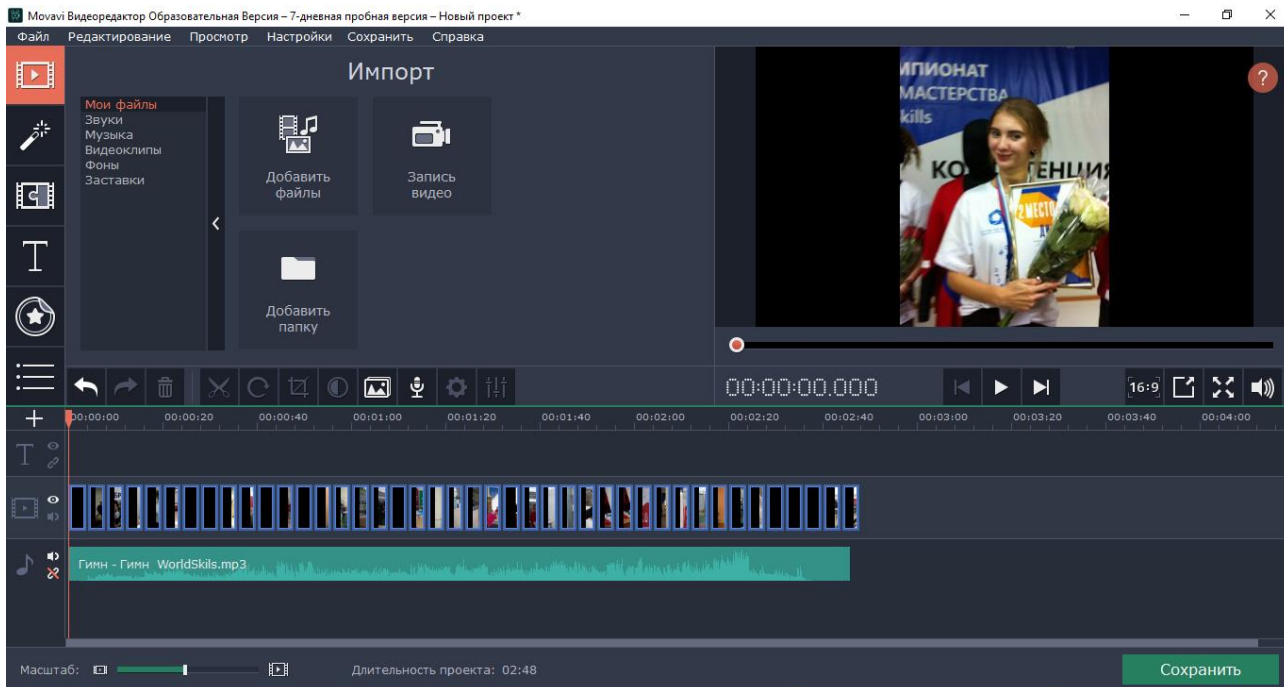 Movavi Видеоредактор Образовательная Версия – 7-дневная пробная версия – Новый проект *
Файл Редактирование Просмотр Настройки Сохранить Справка
Импорт
Мои файлы
Звуки
Музыка
Видеоклипы
Фоны
Заставки
Добавить
файлы
Запись
видео
Добавить
папку
МПИОНАТ
МАСТЕРСТВА
kills
КО ТЕНЦИЯ
2 МЕСТО
?
00:00:00.000
16:9
00:00:00 00:00:20 00:00:40 00:01:00 00:01:20 00:01:40 00:02:00 00:02:20 00:02:40 00:03:00 00:03:20 00:03:40 00:04:00
Гимн - Гимн WorldSkils.mp3
Масштаб: Длительность проекта: 02:48
Сохранить